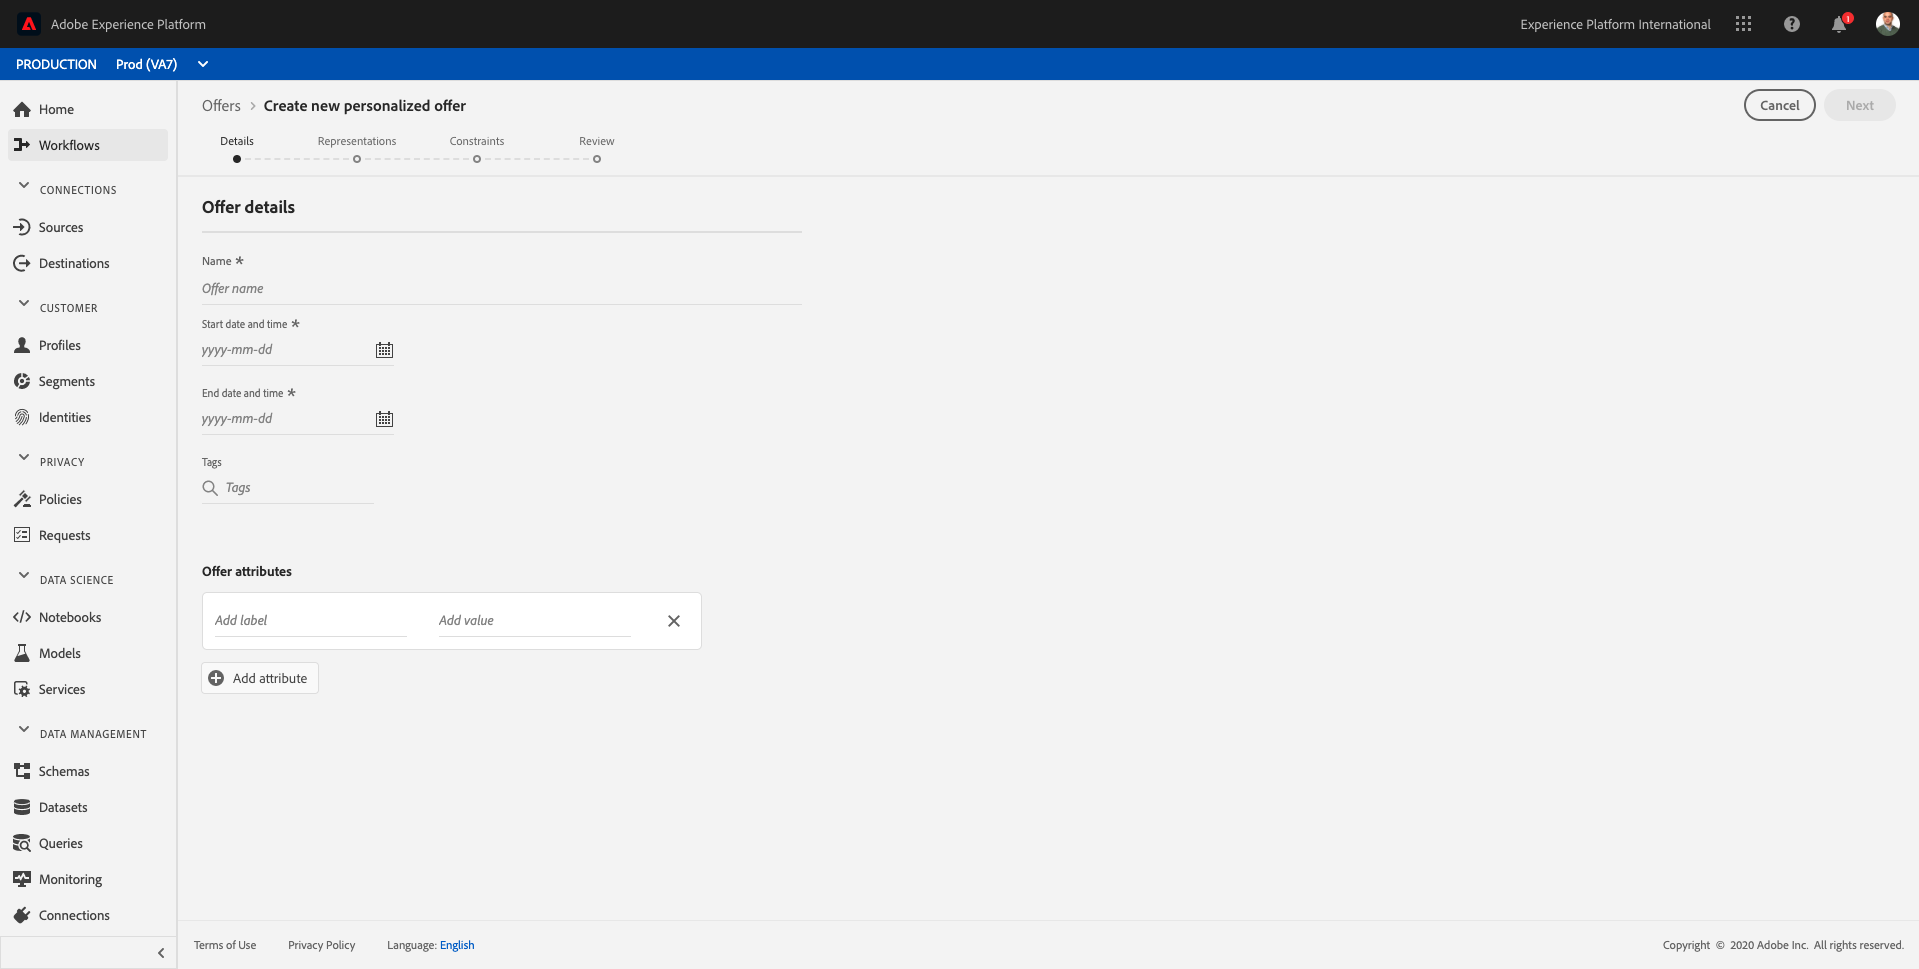 Adobe Experience Platform
Experience Platform International
1
PRODUCTION Prod (VA7)
Home
Workflows
CONNECTIONS
Sources
Destinations
CUSTOMER
Profiles
Segments
Identities
PRIVACY
Policies
Requests
DATA SCIENCE
Notebooks
Models
Services
DATA MANAGEMENT
Schemas
Datasets
Queries
Monitoring
Connections
Offers > Create new personalized offer
Cancel
Next
Details Representations Constraints Review
Offer details
Name *
Offer name
Start date and time *
yyyy-mm-dd
End date and time *
yyyy-mm-dd
Tags
Tags
Offer attributes
Add label Add value
Add attribute
Terms of Use Privacy Policy Language: English
Copyright © 2020 Adobe Inc. All rights reserved.